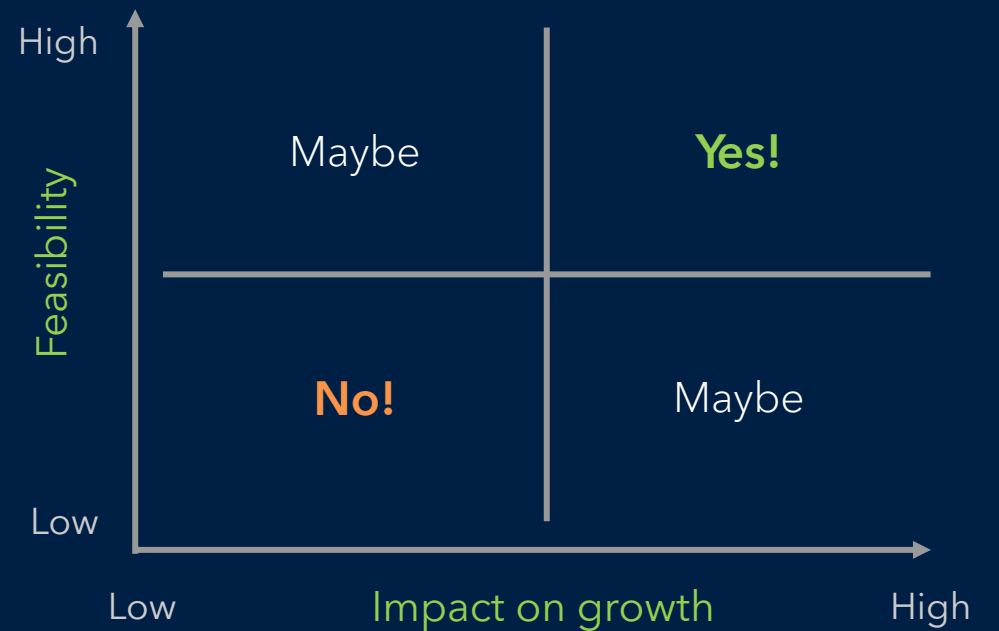 High
Maybe
Yes!
Feasibility
No!
Maybe
Low
Low
Impact on growth
High